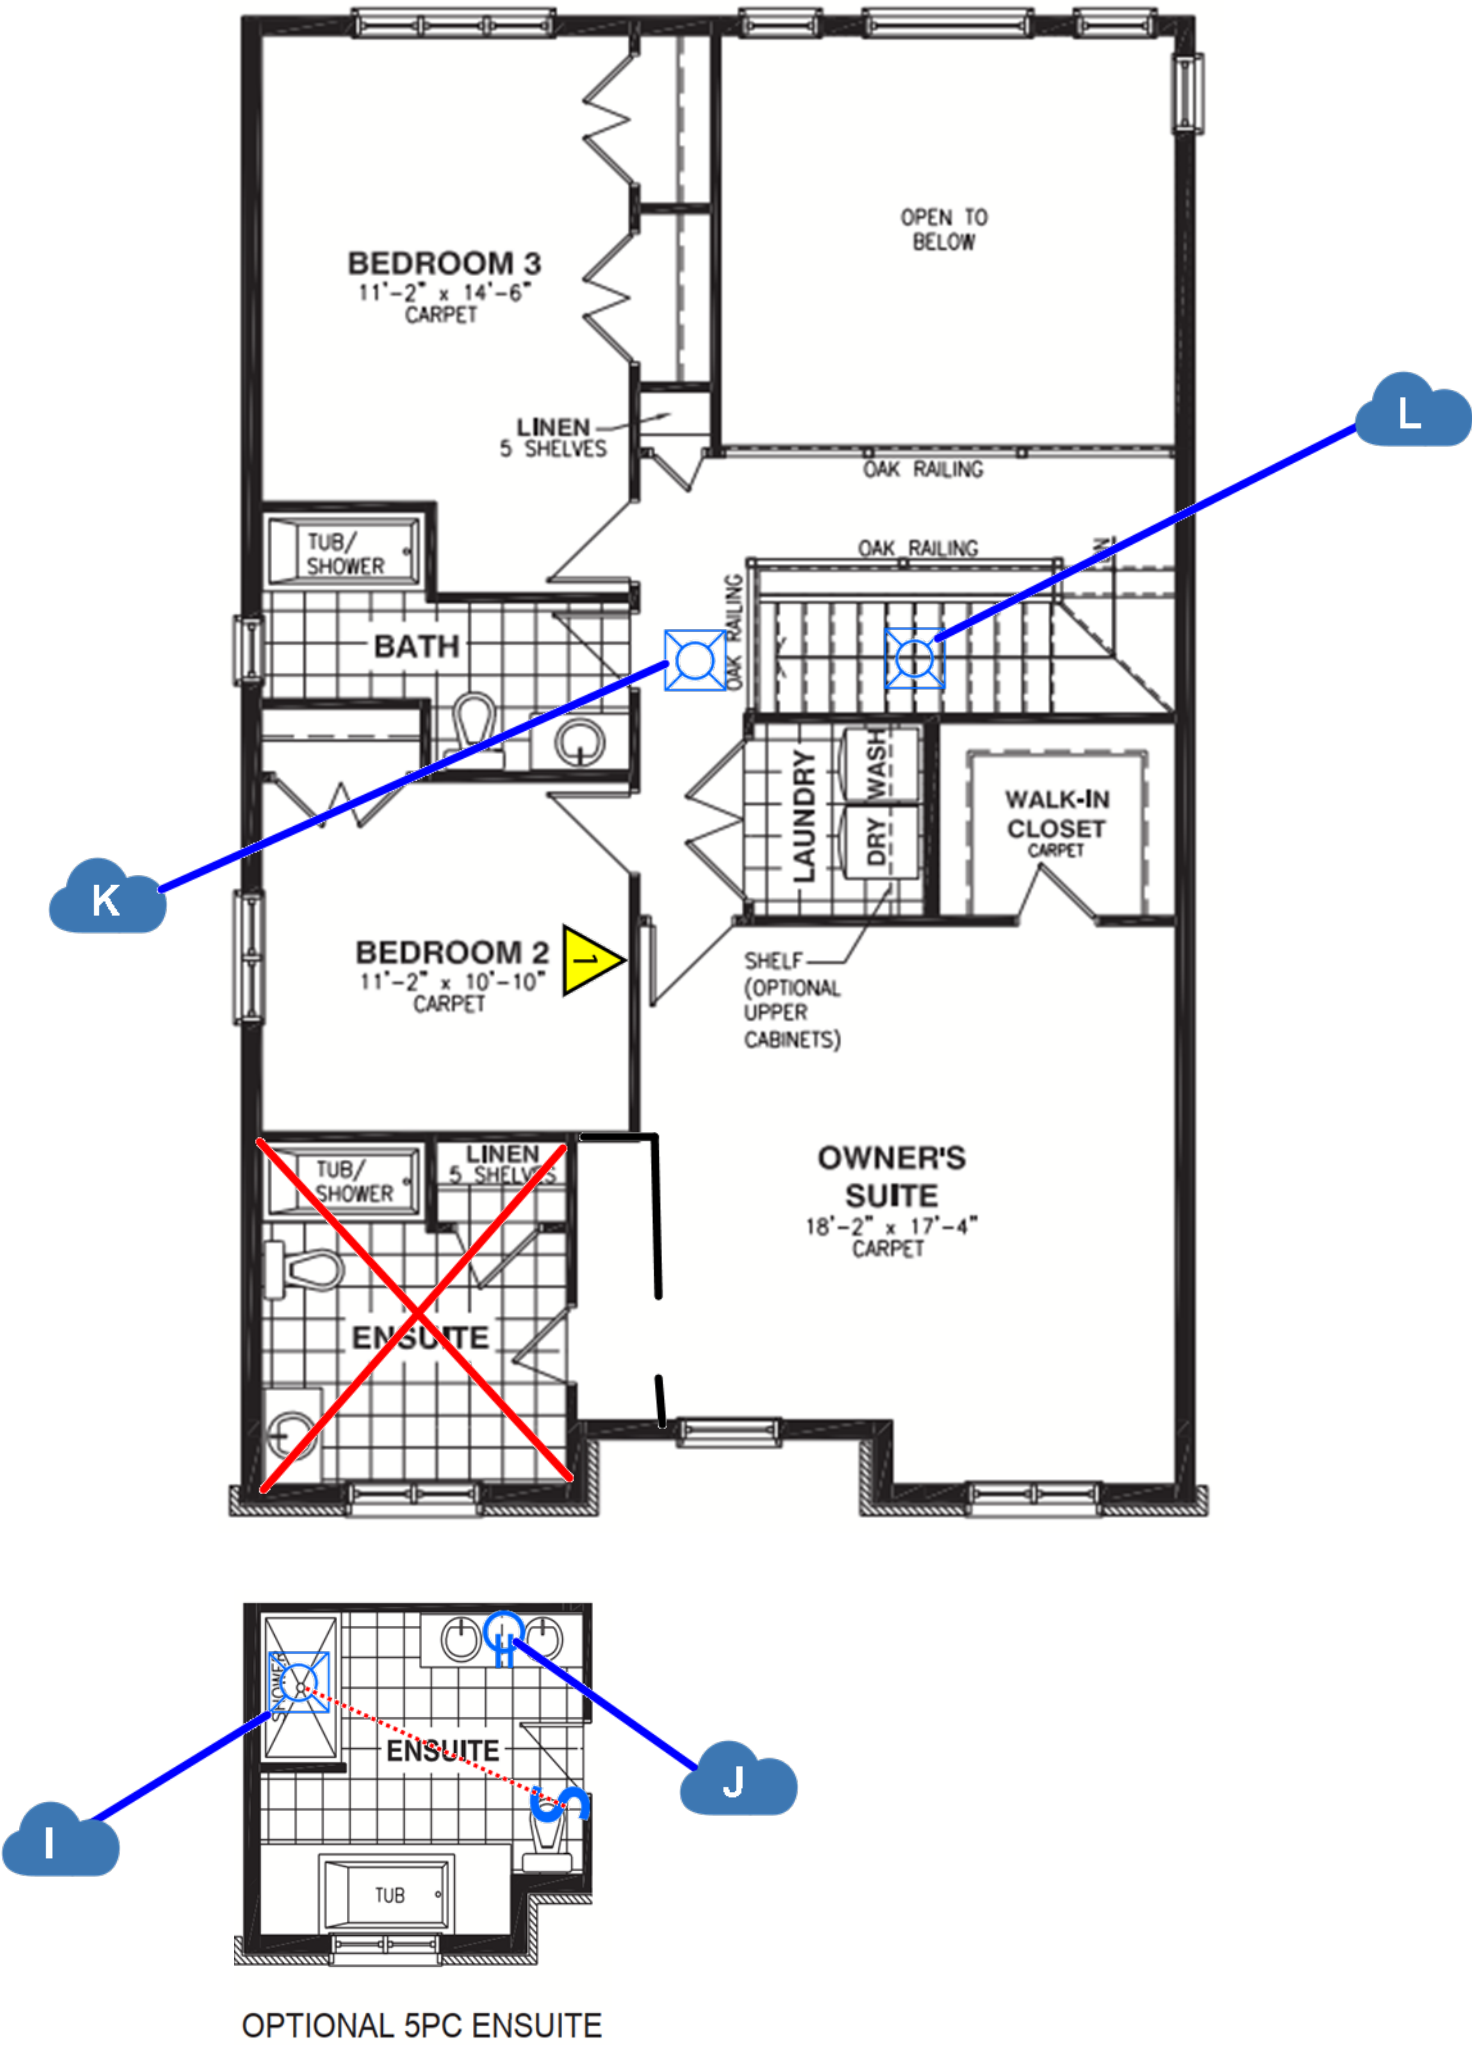 BEDROOM 3
11'-2" x 14'-6"
CARPET
OPEN TO
BELOW
LINEN
5 SHELVES
OAK RAILING
L
TUB/
SHOWER
OAK RAILING
DN
OAK RAILING
BATH
LAUNDRY
WASH
DRY
WALK-IN
CLOSET
CARPET
K
BEDROOM 2
11'-2" x 10'-10"
CARPET
1
SHELF
(OPTIONAL
UPPER
CABINETS)
TUB/
SHOWER
LINEN
5 SHELVES
OWNER'S
SUITE
18'-2" x 17'-4"
CARPET
ENSUITE
SHOWER
ENSUITE
J
I
TUB
OPTIONAL 5PC ENSUITE